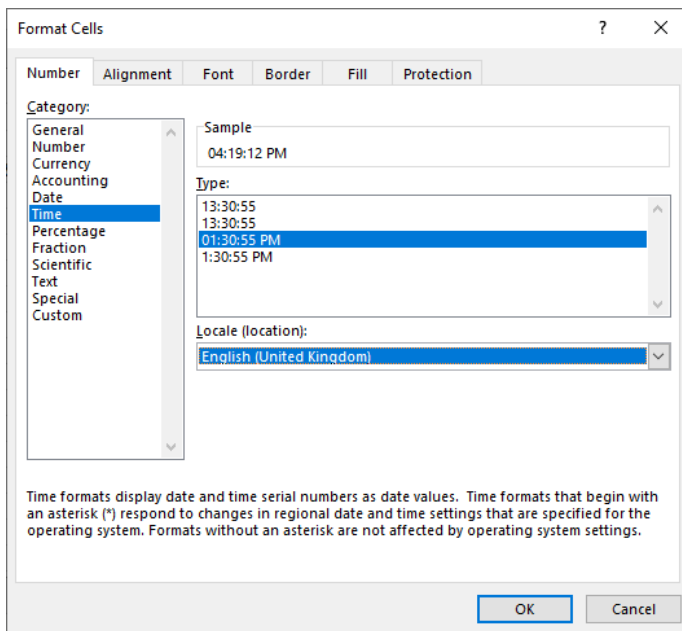 Format Cells
?
Number Alignment Font Border Fill Protection
Category:
General
Number
Currency
Accounting
Date
Time
Percentage
Fraction
Scientific
Text
Special
Custom
Sample
04:19:12 PM
Type:
13:30:55
13:30:55
01:30:55 PM
1:30:55 PM
Locale (location):
English (United Kingdom)
Time formats display date and time serial numbers as date values. Time formats that begin with
an asterisk (*) respond to changes in regional date and time settings that are specified for the
operating system. Formats without an asterisk are not affected by operating system settings.
OK Cancel